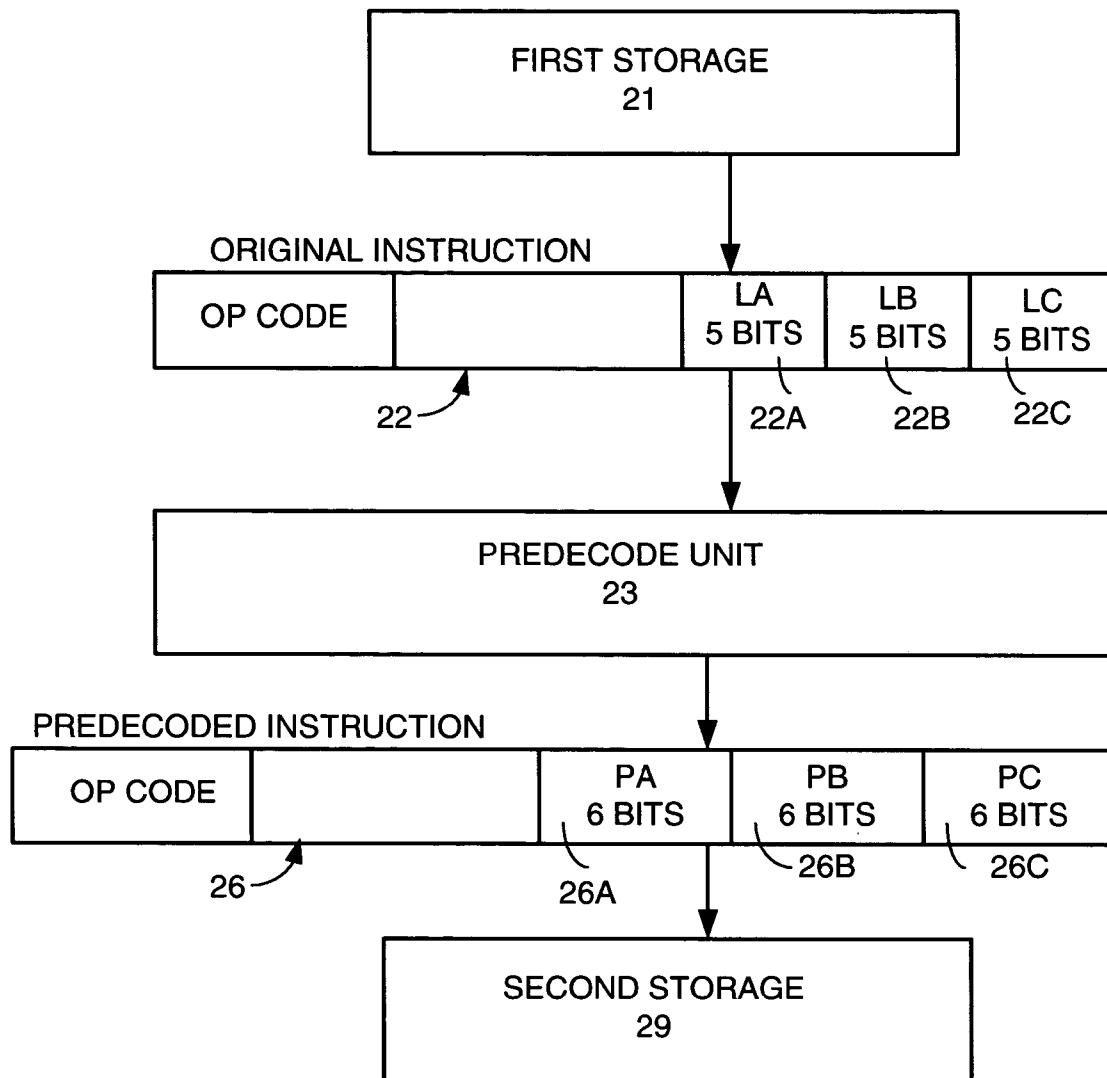 FIRST STORAGE
21
ORIGINAL INSTRUCTION
OP CODE
LA
5 BITS
LB
5 BITS
LC
5 BITS
22
22A
22B
22C
PREDECODE UNIT
23
PREDECODED INSTRUCTION
OP CODE
PA
6 BITS
PB
6 BITS
PC
6 BITS
26
26A
26B
26C
SECOND STORAGE
29